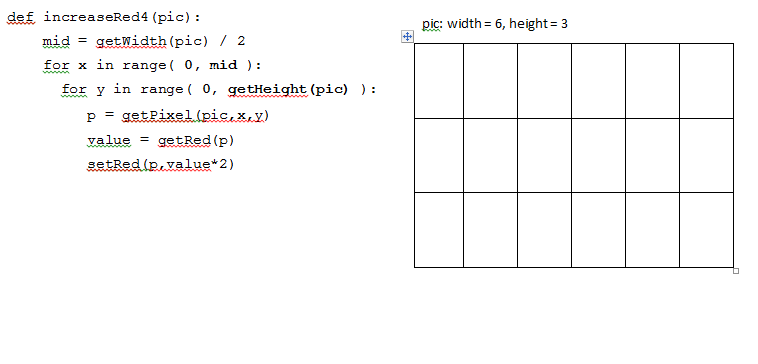 def increaseRed4(pic):
mid = getWidth(pic) / 2
for x in range( 0, mid ):
for y in range( 0, getHeight(pic) ):
p = getPixel(pic,x,y)
value = getRed(p)
setRed(p,value*2)
pic: width = 6, height = 3